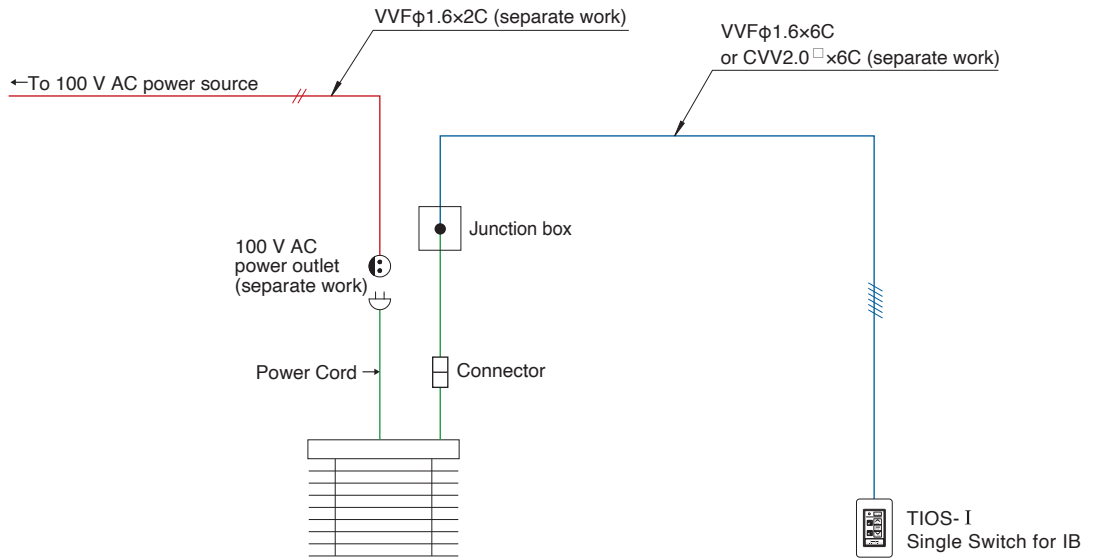 VVFφ1.6×2C (separate work)
VVFφ1.6×6C
or CVV2.0□×6C (separate work)
←To 100 V AC power source
Junction box
100 V AC
power outlet
(separate work)
Power Cord→
Connector
TIOS- I
Single Switch for IB